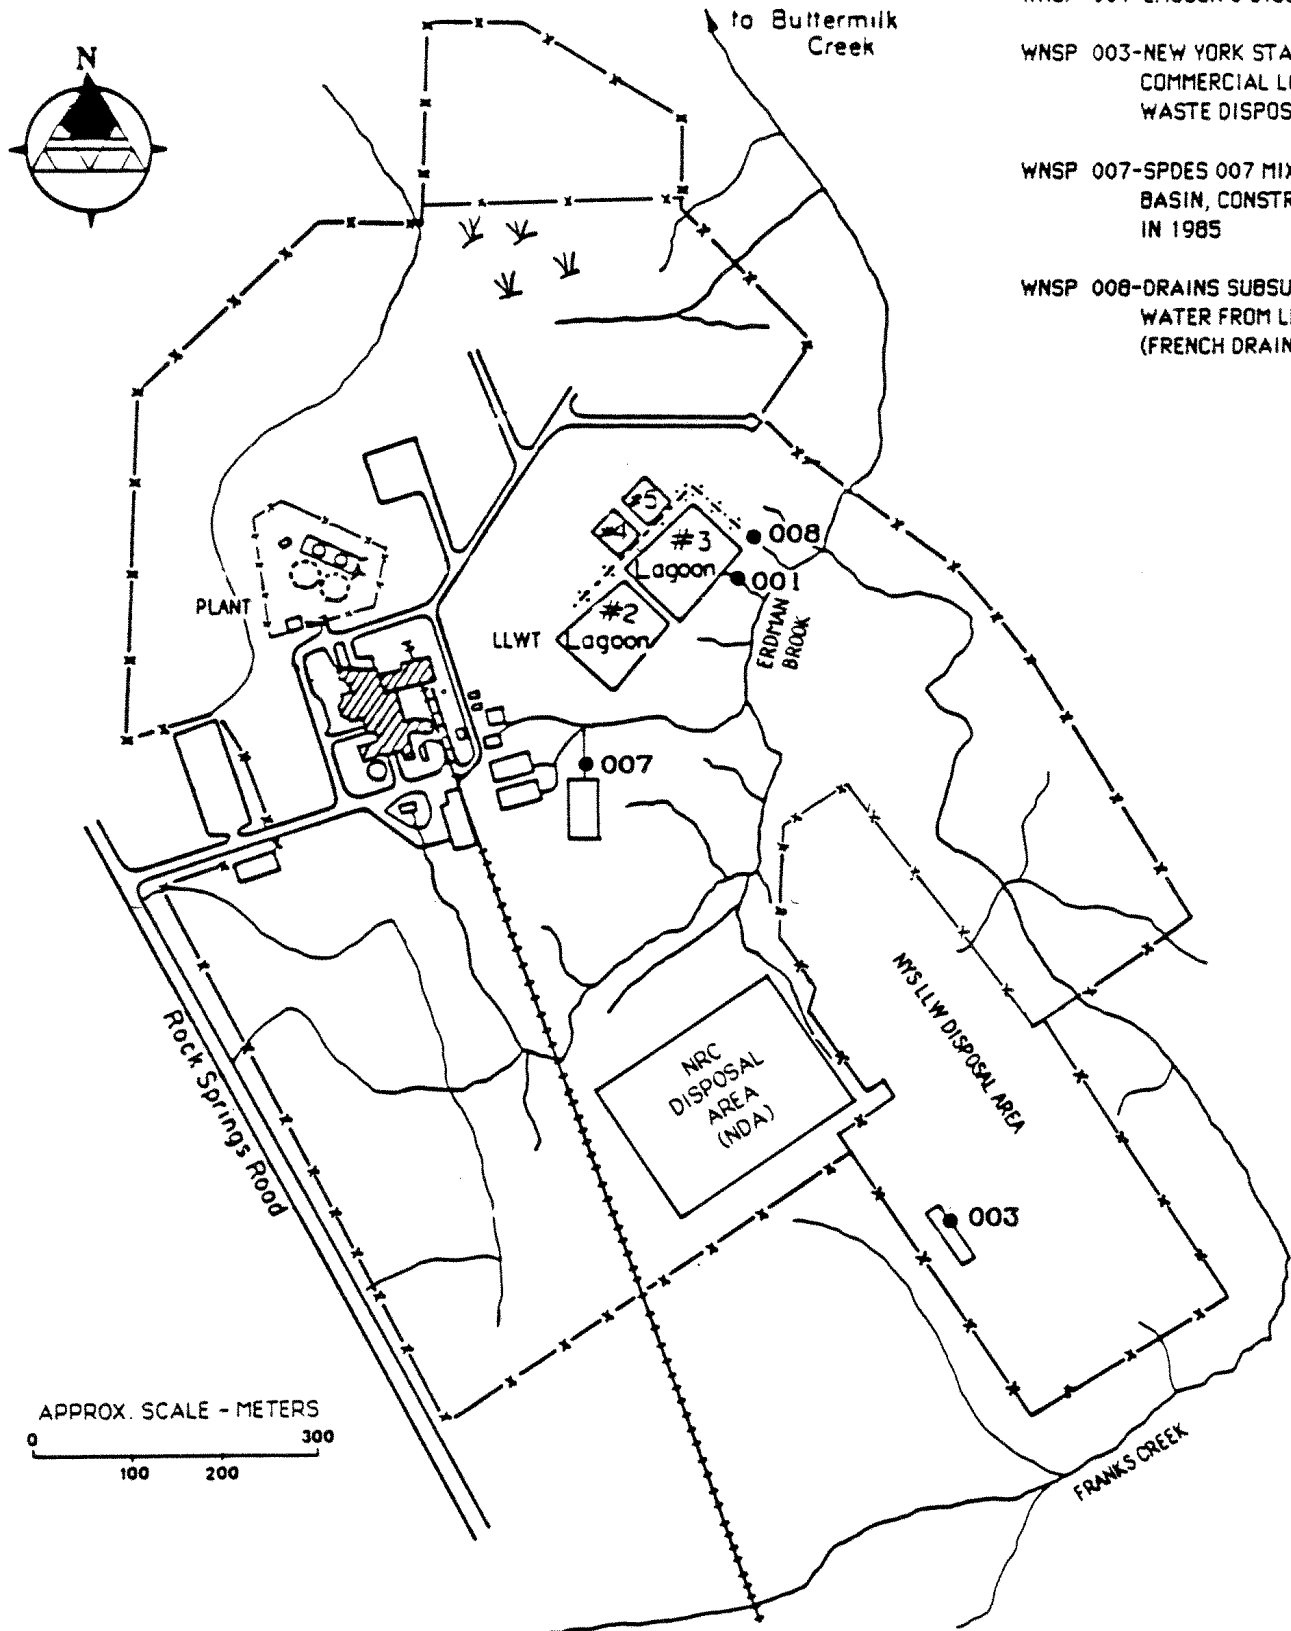 to Buttermilk
Creek
WNSP 003-NEW YORK STA
COMMERCIAL
WASTE DISPOS
WNSP 007-SPDES 007 MIX
BASIN, CONSTR
IN 1985
WNSP 008-DRAINS SUBSU
WATER FROM
(FRENCH DRAIN
N
#5
#4
#3
Lagoon
008
001
#2
Lagoon
LLWT
ERDMAN
BROOK
PLANT
007
NYS LLW DISPOSAL AREA
NRC
DISPOSAL
AREA
(NDA)
Rock Springs Road
003
APPROX. SCALE - METERS
0 300
100 200
FRANKS CREEK